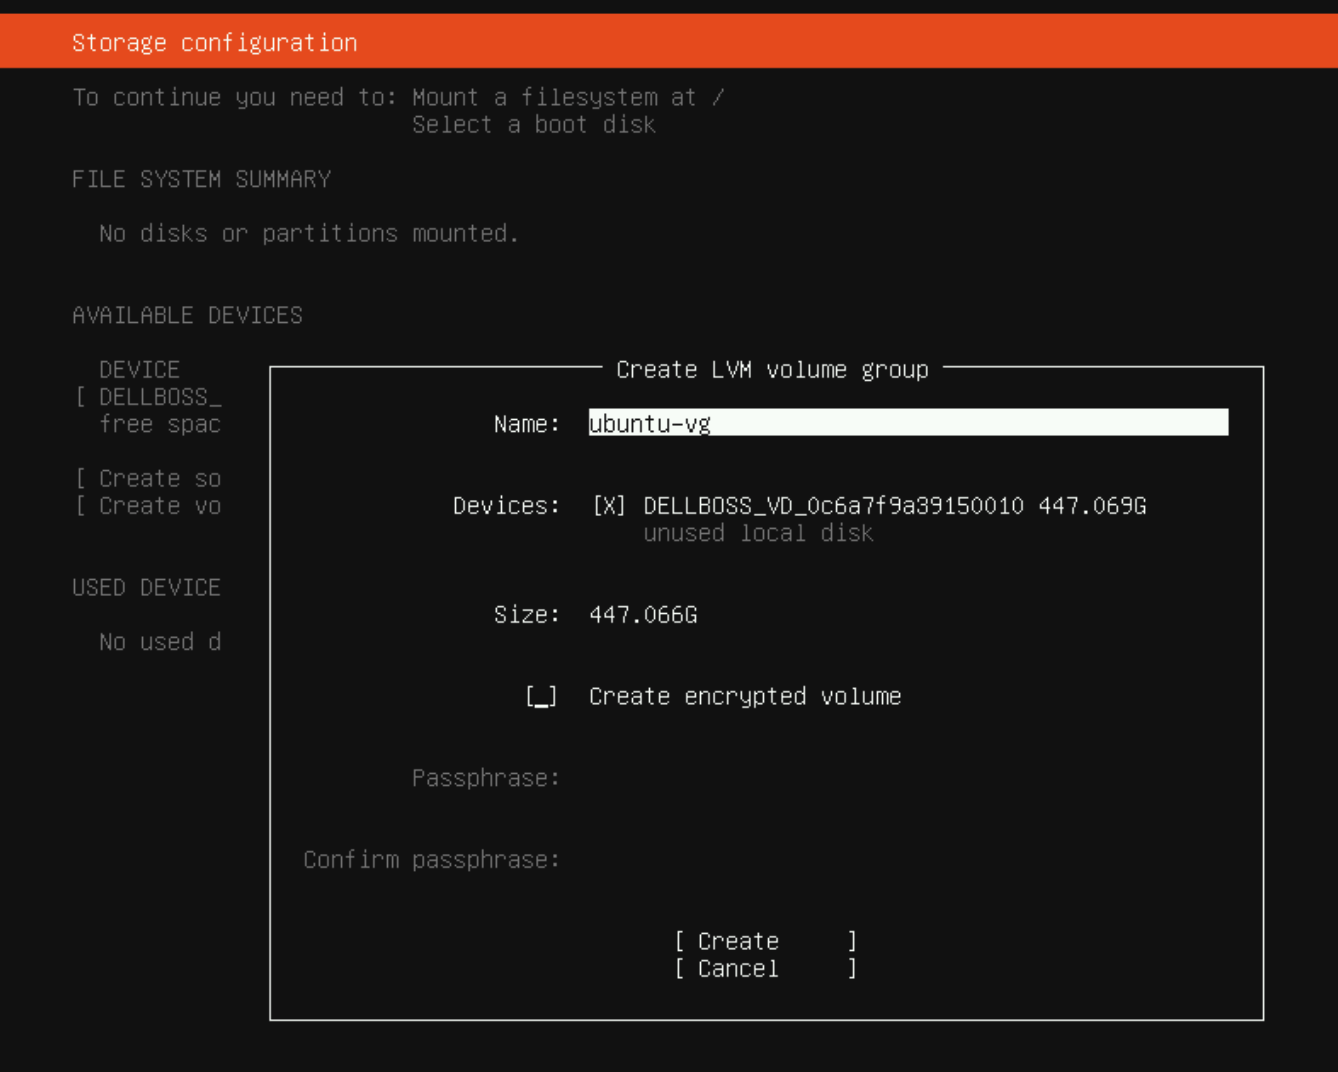 Storage configuration
To continue you need to: Mount a filesystem at /
Select a boot disk
FILE SYSTEM SUMMARY
No disks or partitions mounted.
AVAILABLE DEVICES
DEVICE
[ DELLBOSS_
free spac
[ Create so
[ Create vo
USED DEVICE
No used d
Create LVM volume group
Name: ubuntu-vg
Devices: [X] DELLBOSS_VD_0c6a7f9a39150010 447.069G
unused local disk
Size: 447.066G
[_] Create encrypted volume
Passphrase:
Confirm passphrase:
[ Create ]
[ Cancel ]